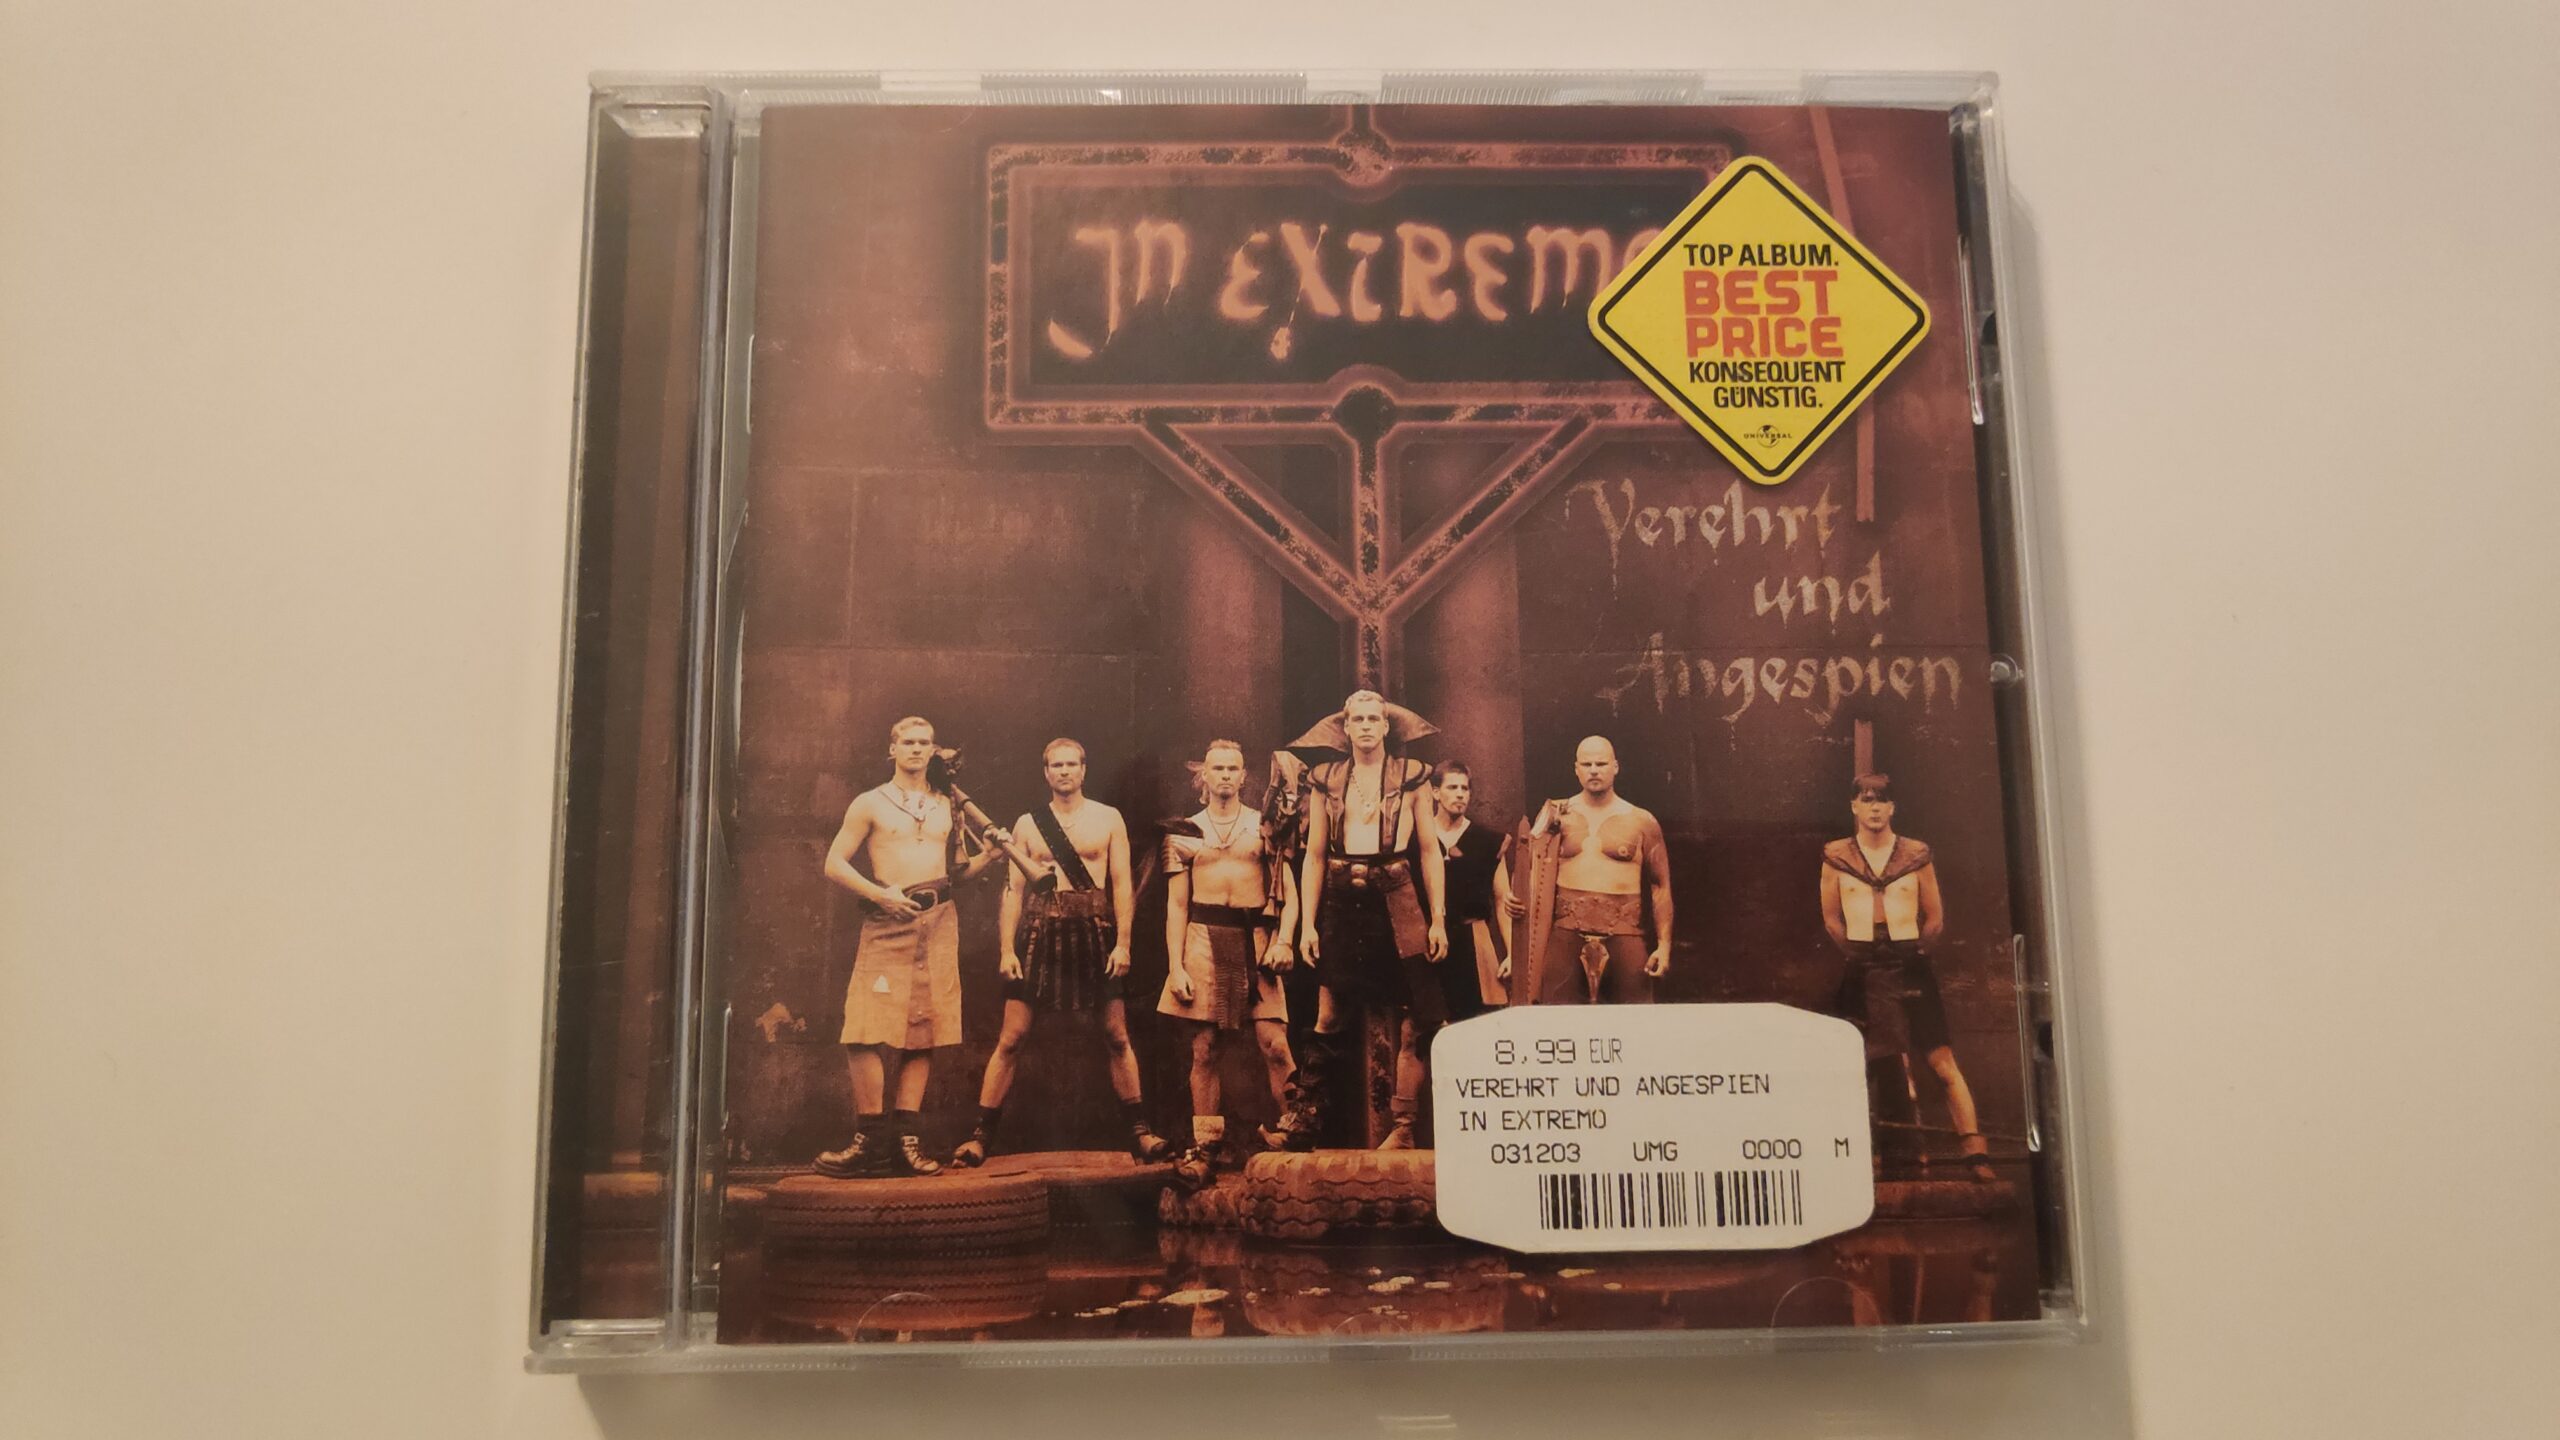 In Extremo
TOP ALBUM.
BEST
PRICE
KONSEQUENT
GÜNSTIG.
UNIVERSAL
Verehrt
und
Angespien
8,99 EUR
VEREHRT UND ANGESPIEN
IN EXTREMO
031203 UMG 0000 M